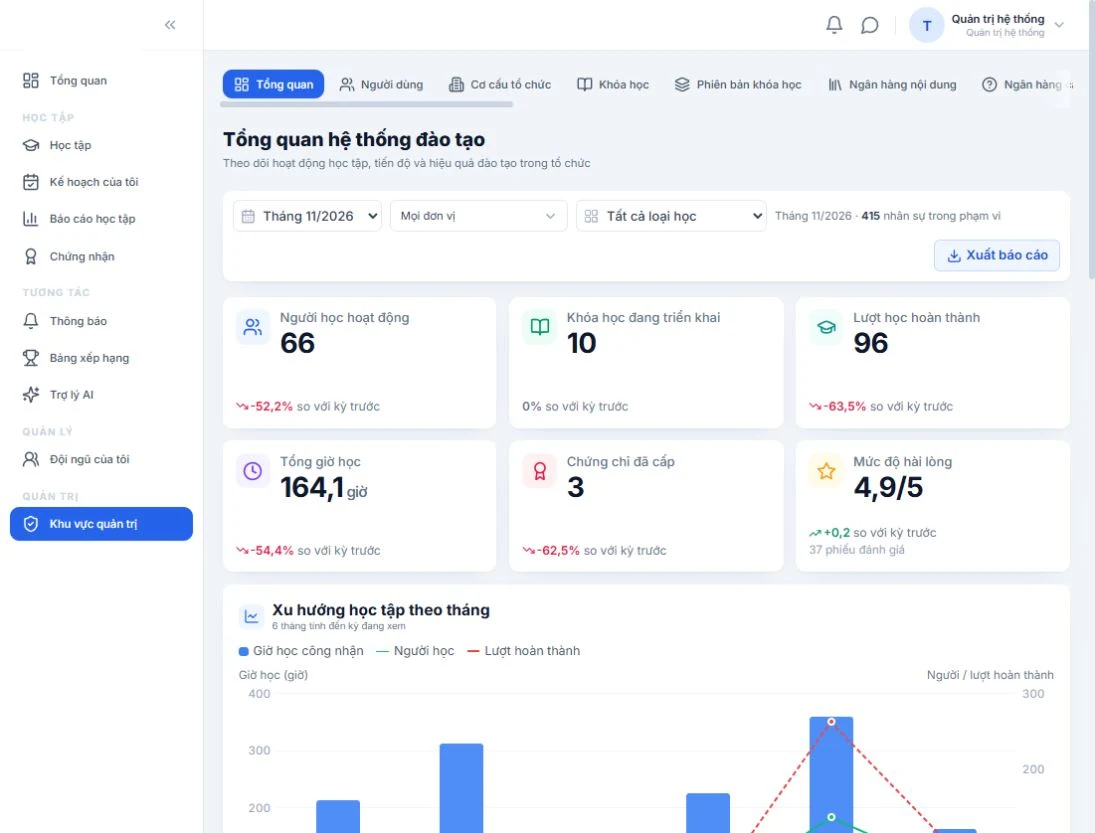 T
Quản trị hệ thống
Quản trị hệ thống
Tổng quan
HỌC TẬP
Học tập
Kế hoạch của tôi
Báo cáo học tập
Chứng nhận
TƯƠNG TÁC
Thông báo
Bảng xếp hạng
Trợ lý AI
QUẢN LÝ
Đội ngũ của tôi
QUẢN TRỊ
Khu vực quản trị
Tổng quan
Người dùng
Cơ cấu tổ chức
Khóa học
Phiên bản khóa học
Ngân hàng nội dung
Ngân hàng
Tổng quan hệ thống đào tạo
Theo dõi hoạt động học tập, tiến độ và hiệu quả đào tạo trong tổ chức
Tháng 11/2026
Mọi đơn vị
Tất cả loại học
Tháng 11/2026 · 415 nhân sự trong phạm vi
Xuất báo cáo
Người học hoạt động
66
-52,2% so với kỳ trước
Khóa học đang triển khai
10
0% so với kỳ trước
Lượt học hoàn thành
96
-63,5% so với kỳ trước
Tổng giờ học
164,1 giờ
-54,4% so với kỳ trước
Chứng chỉ đã cấp
3
-62,5% so với kỳ trước
Mức độ hài lòng
4,9/5
+0,2 so với kỳ trước
37 phiếu đánh giá
Xu hướng học tập theo tháng
6 tháng tính đến kỳ đang xem
Giờ học công nhận
Người học
Lượt hoàn thành
Giờ học (giờ)
Người / lượt hoàn thành
400
300
300
200
200